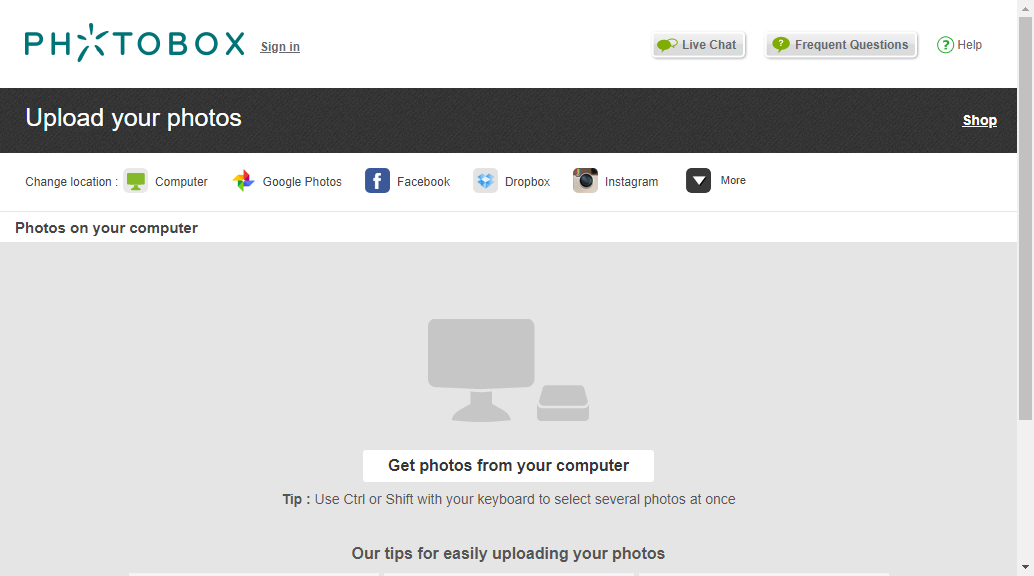 PHOTOBOX Sign in
Live Chat Frequent Questions ? Help
Upload your photos
Shop
Change location : Computer Google Photos Facebook Dropbox Instagram More
Photos on your computer
Get photos from your computer
Tip : Use Ctrl or Shift with your keyboard to select several photos at once
Our tips for easily uploading your photos